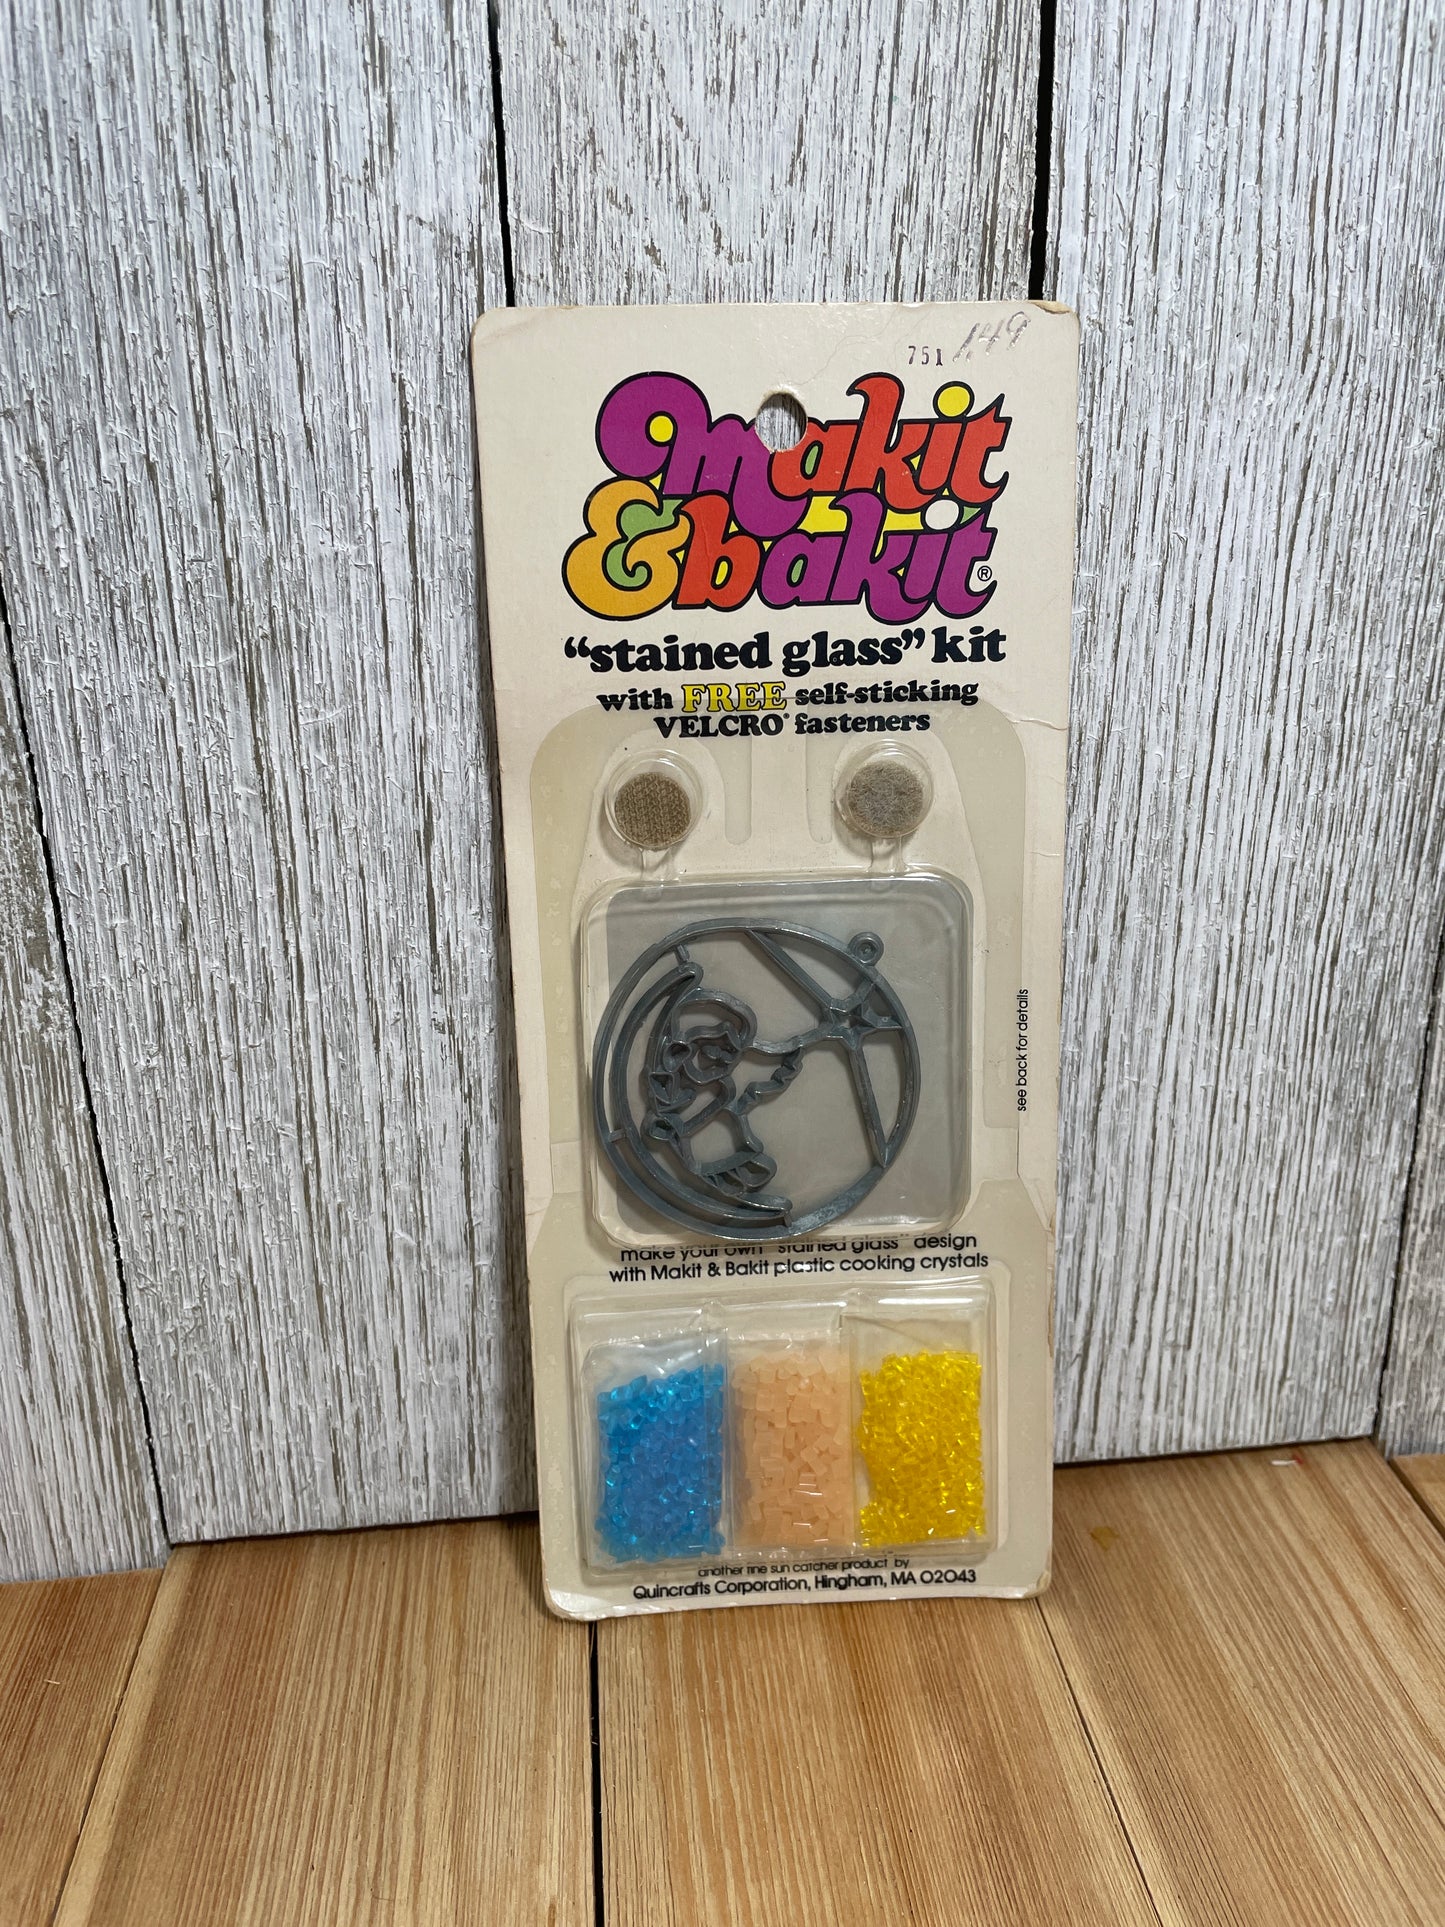 751 1.49
makit
& bakit®
“stained glass” kit
with FREE self-sticking
VELCRO® fasteners
see back for details
make your own "stained glass" design
with Makit & Bakit plastic cooking crystals
another fine sun catcher product by
Quincrafts Corporation, Hingham, MA 02043